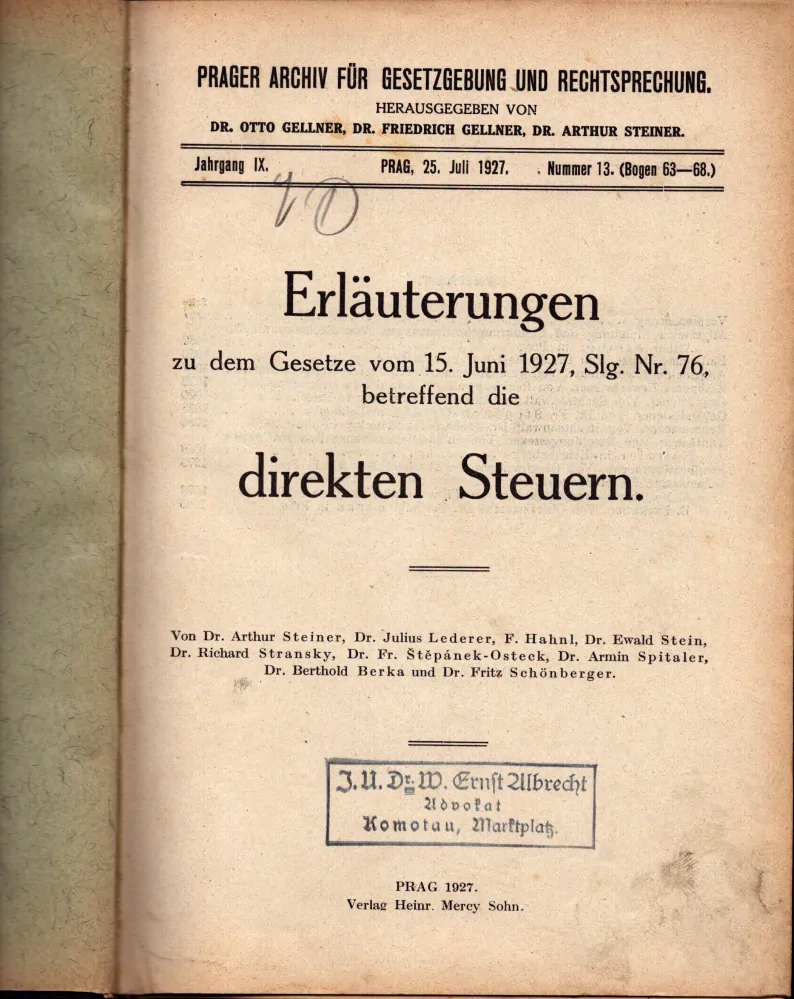 PRAGER ARCHIV FÜR GESETZGEBUNG UND RECHTSPRECHUNG.
HERAUSGEGEBEN VON
DR. OTTO GELLNER, DR. FRIEDRICH GELLNER, DR. ARTHUR STEINER.
Jahrgang IX. PRAG, 25. Juli 1927. Nummer 13. (Bogen 63—68.)
Erläuterungen
zu dem Gesetze vom 15. Juni 1927, Slg. Nr. 76,
betreffend die
direkten Steuern.
Von Dr. Arthur Steiner, Dr. Julius Lederer, F. Hahnl, Dr. Ewald Stein,
Dr. Richard Stransky, Dr. Fr. Štěpánek-Osteck, Dr. Armin Spitaler,
Dr. Berthold Berka und Dr. Fritz Schönberger.
J.U.Dr. W. Ernst Albrecht
Advokat
Komotau, Marktplatz.
PRAG 1927.
Verlag Heinr. Mercy Sohn.